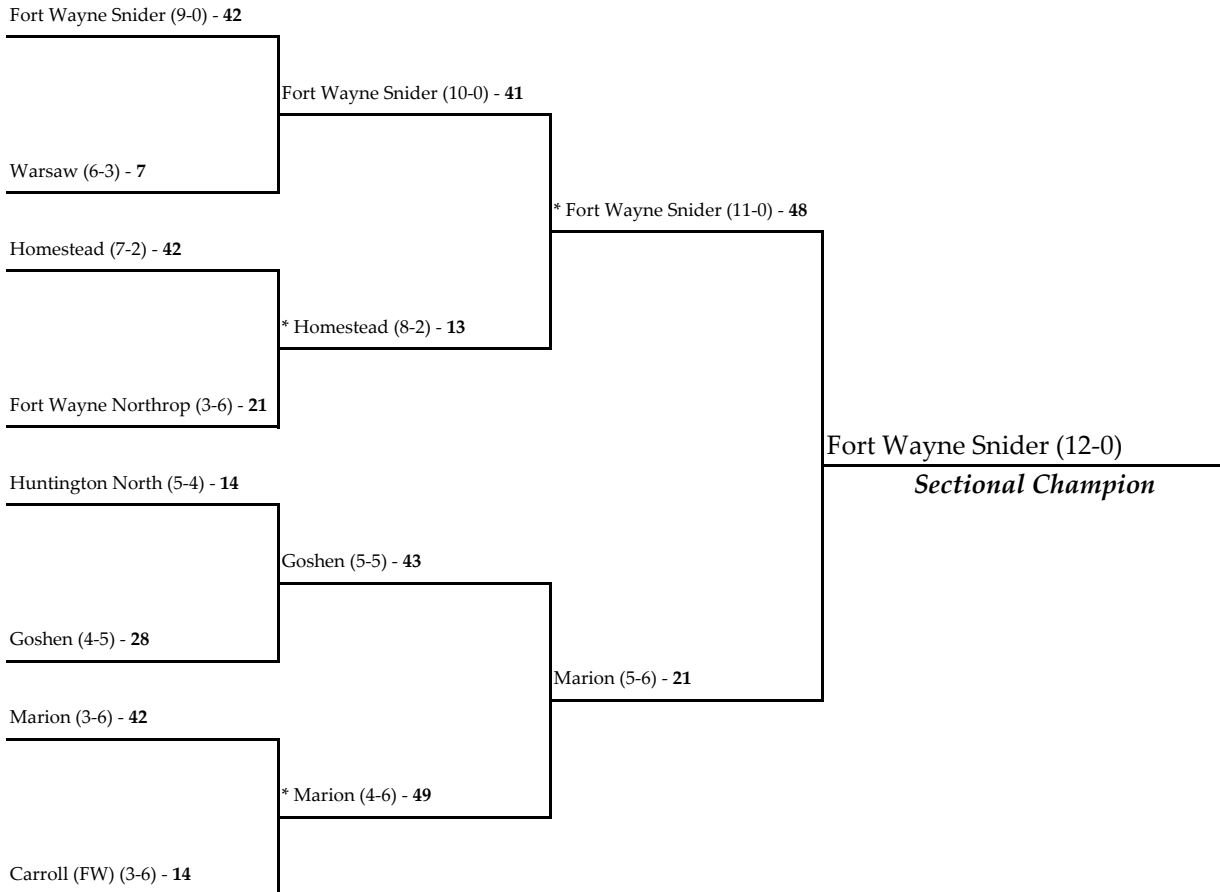 Fort Wayne Snider (9-0) - 42
Fort Wayne Snider (10-0) - 41
Warsaw (6-3) - 7
* Fort Wayne Snider (11-0) - 48
Homestead (7-2) - 42
* Homestead (8-2) - 13
Fort Wayne Northrop (3-6) - 21
Fort Wayne Snider (12-0)
Huntington North (5-4) - 14
Sectional Champion
Goshen (5-5) - 43
Goshen (4-5) - 28
Marion (5-6) - 21
Marion (3-6) - 42
* Marion (4-6) - 49
Carroll (FW) (3-6) - 14